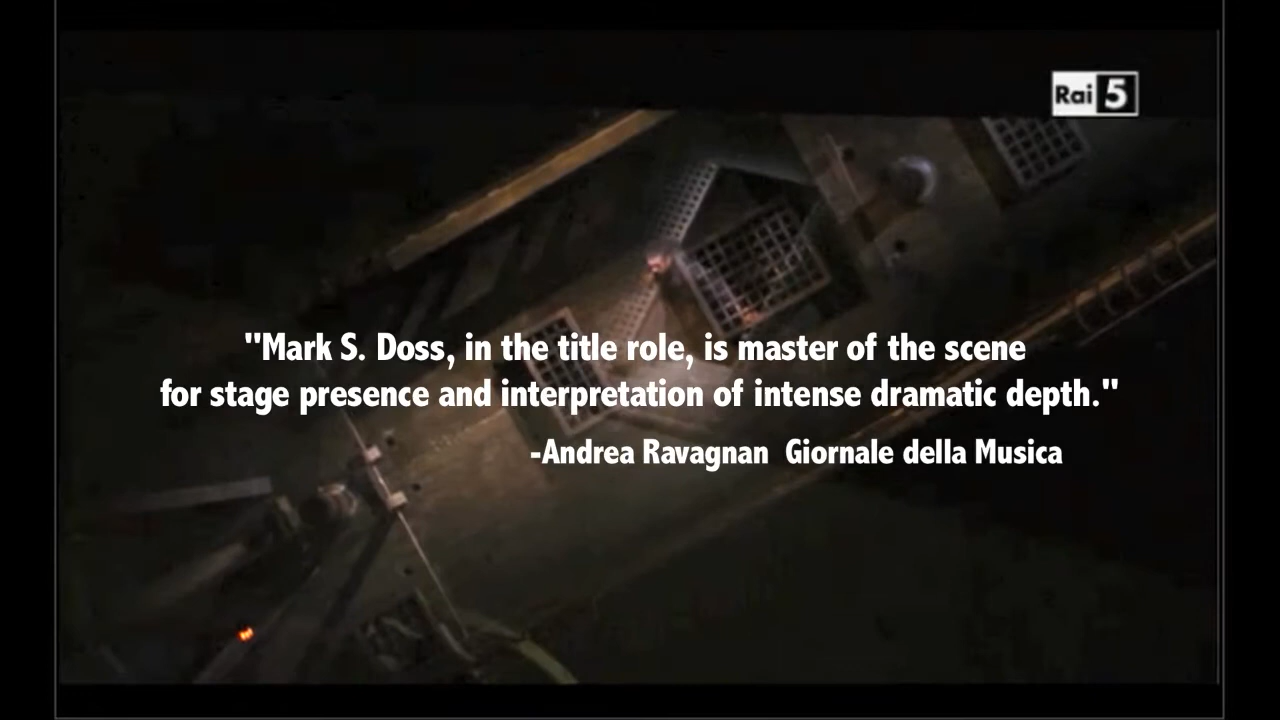 Rai 5
"Mark S. Doss, in the title role, is master of the scene
for stage presence and interpretation of intense dramatic depth."
-Andrea Ravagnan  Giornale della Musica